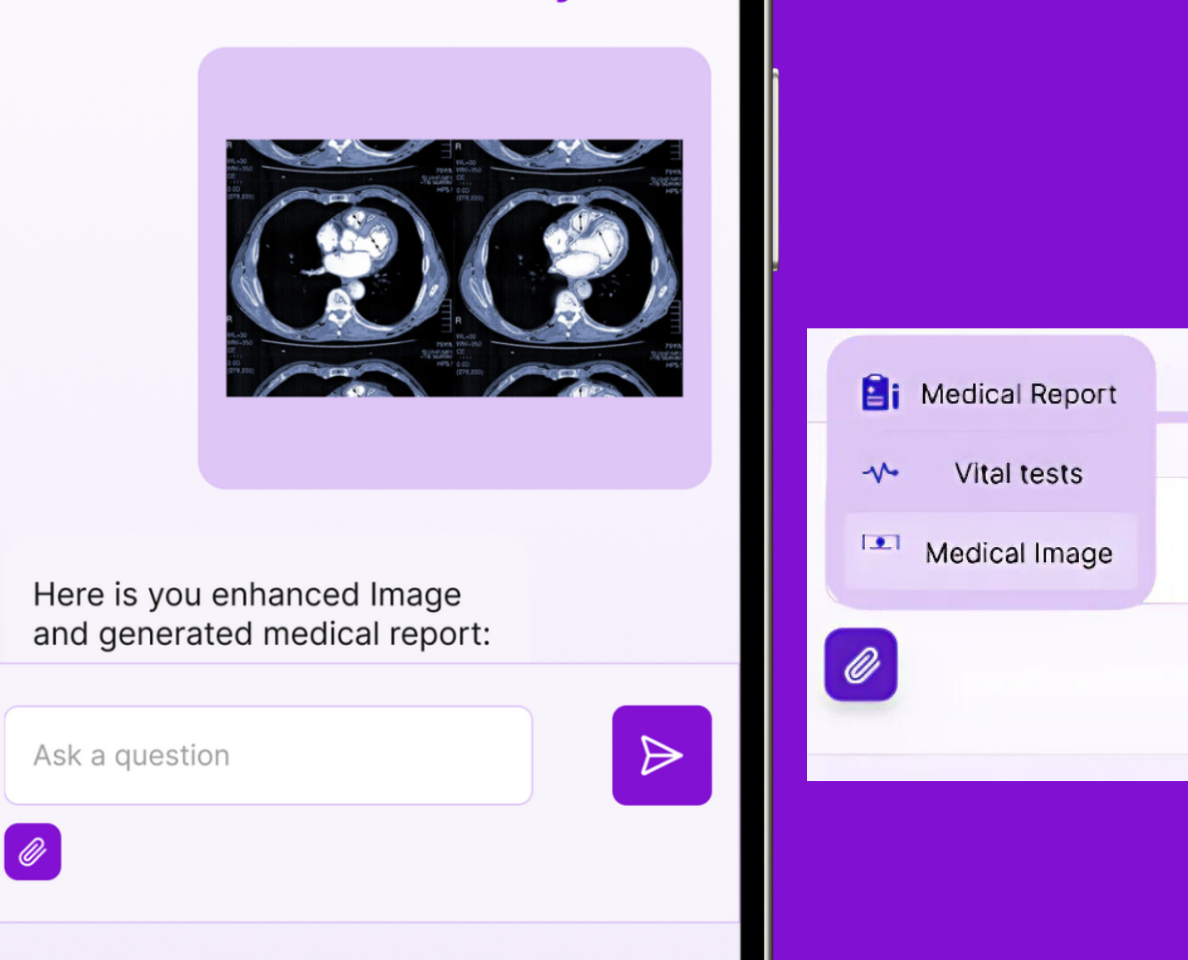 R
R
R
R
Here is you enhanced Image
and generated medical report:
Ask a question
Medical Report
Vital tests
Medical Image